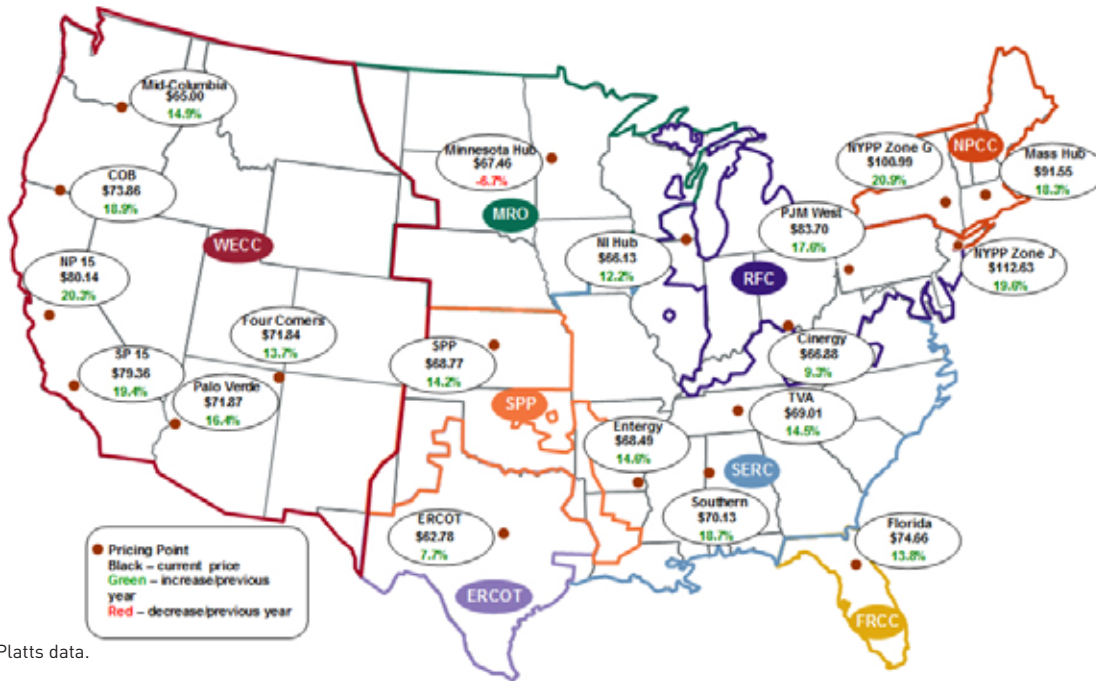 Mid-Columbia
$65.00
14.9%
COB
$73.86
18.9%
NP 15
$80.14
20.3%
SP 15
$79.36
19.4%
Palo Verde
$71.87
16.4%
Four Corners
$71.84
13.7%
WECC
Minnesota Hub
$67.46
-6.7%
MRO
NI Hub
$66.13
12.2%
RFC
SPP
$68.77
14.2%
SPP
ERCOT
$62.78
7.7%
ERCOT
Entergy
$68.49
14.6%
Southern
$70.13
18.7%
SERC
TVA
$69.01
14.5%
Cinergy
$66.88
9.3%
PJM West
$83.70
17.6%
NYPP Zone G
$100.99
20.9%
NPCC
Mass Hub
$91.55
18.3%
NYPP Zone J
$112.63
19.6%
Florida
$74.66
13.8%
FRCC
Pricing Point
Black – current price
Green – increase/previous
year
Red – decrease/previous year
Platts data.